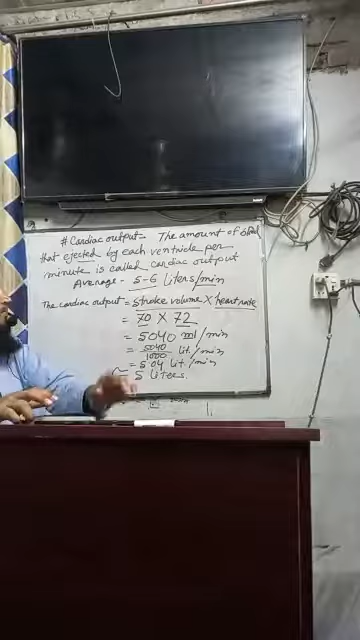 # Cardiac output- The amount of blood
that ejected by each ventricle per
minute is called cardiac output
Average - 5-6 Liters/min
The cardiac output = stroke volume X heart rate
= 70 X 72
= 5040 ml/min
= 5040/1000 Lit./min
= 5.04 Lit./min
5 Liters.